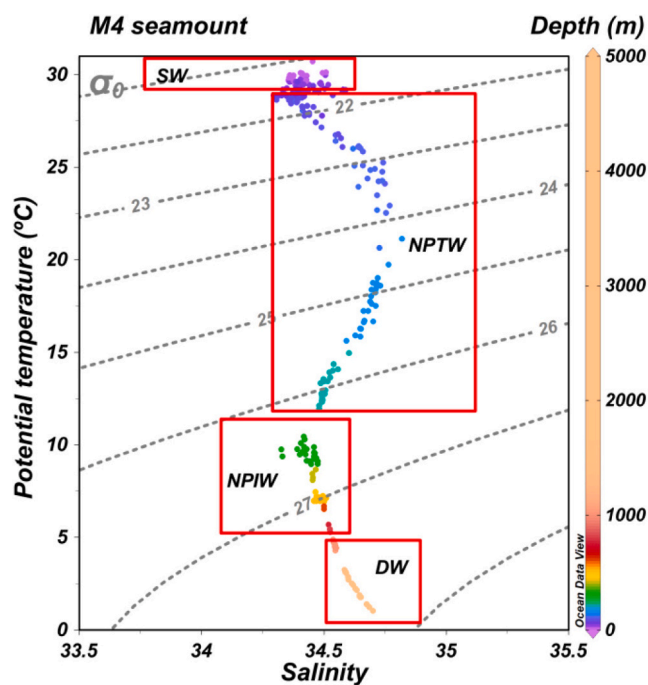 M4 seamount
Depth (m)
σ₀
SW
22
23
24
25
26
27
NPTW
NPIW
DW
30
25
20
15
10
5
0
Potential temperature (ºC)
33.5
34
34.5
35
35.5
Salinity
5000
4000
3000
2000
1000
0
Ocean Data View